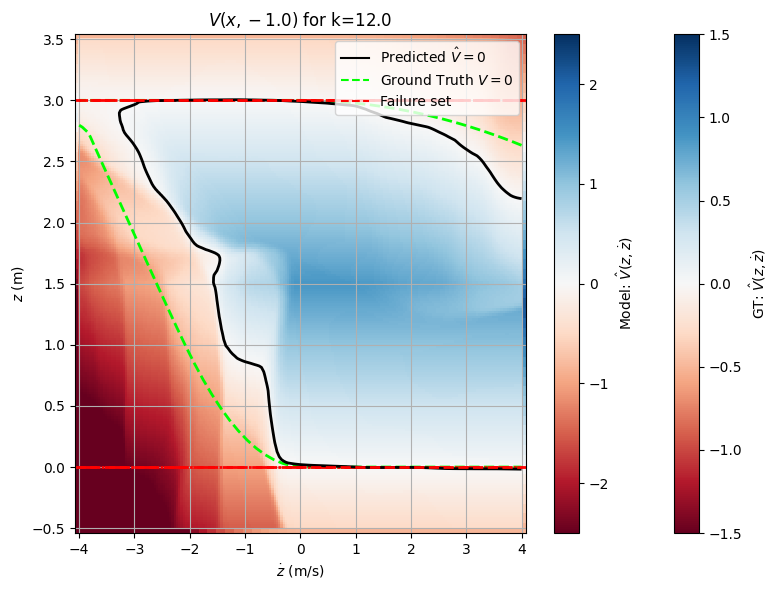 V(x, −1.0) for k=12.0
Predicted V̂ = 0
Ground Truth V = 0
Failure set
3.5
3.0
2.5
2.0
1.5
1.0
0.5
0.0
−0.5
z (m)
−4 −3 −2 −1 0 1 2 3 4
ż (m/s)
2
1
0
−1
−2
Model: V̂(z, ż)
1.5
1.0
0.5
0.0
−0.5
−1.0
−1.5
GT: V̂(z, ż)